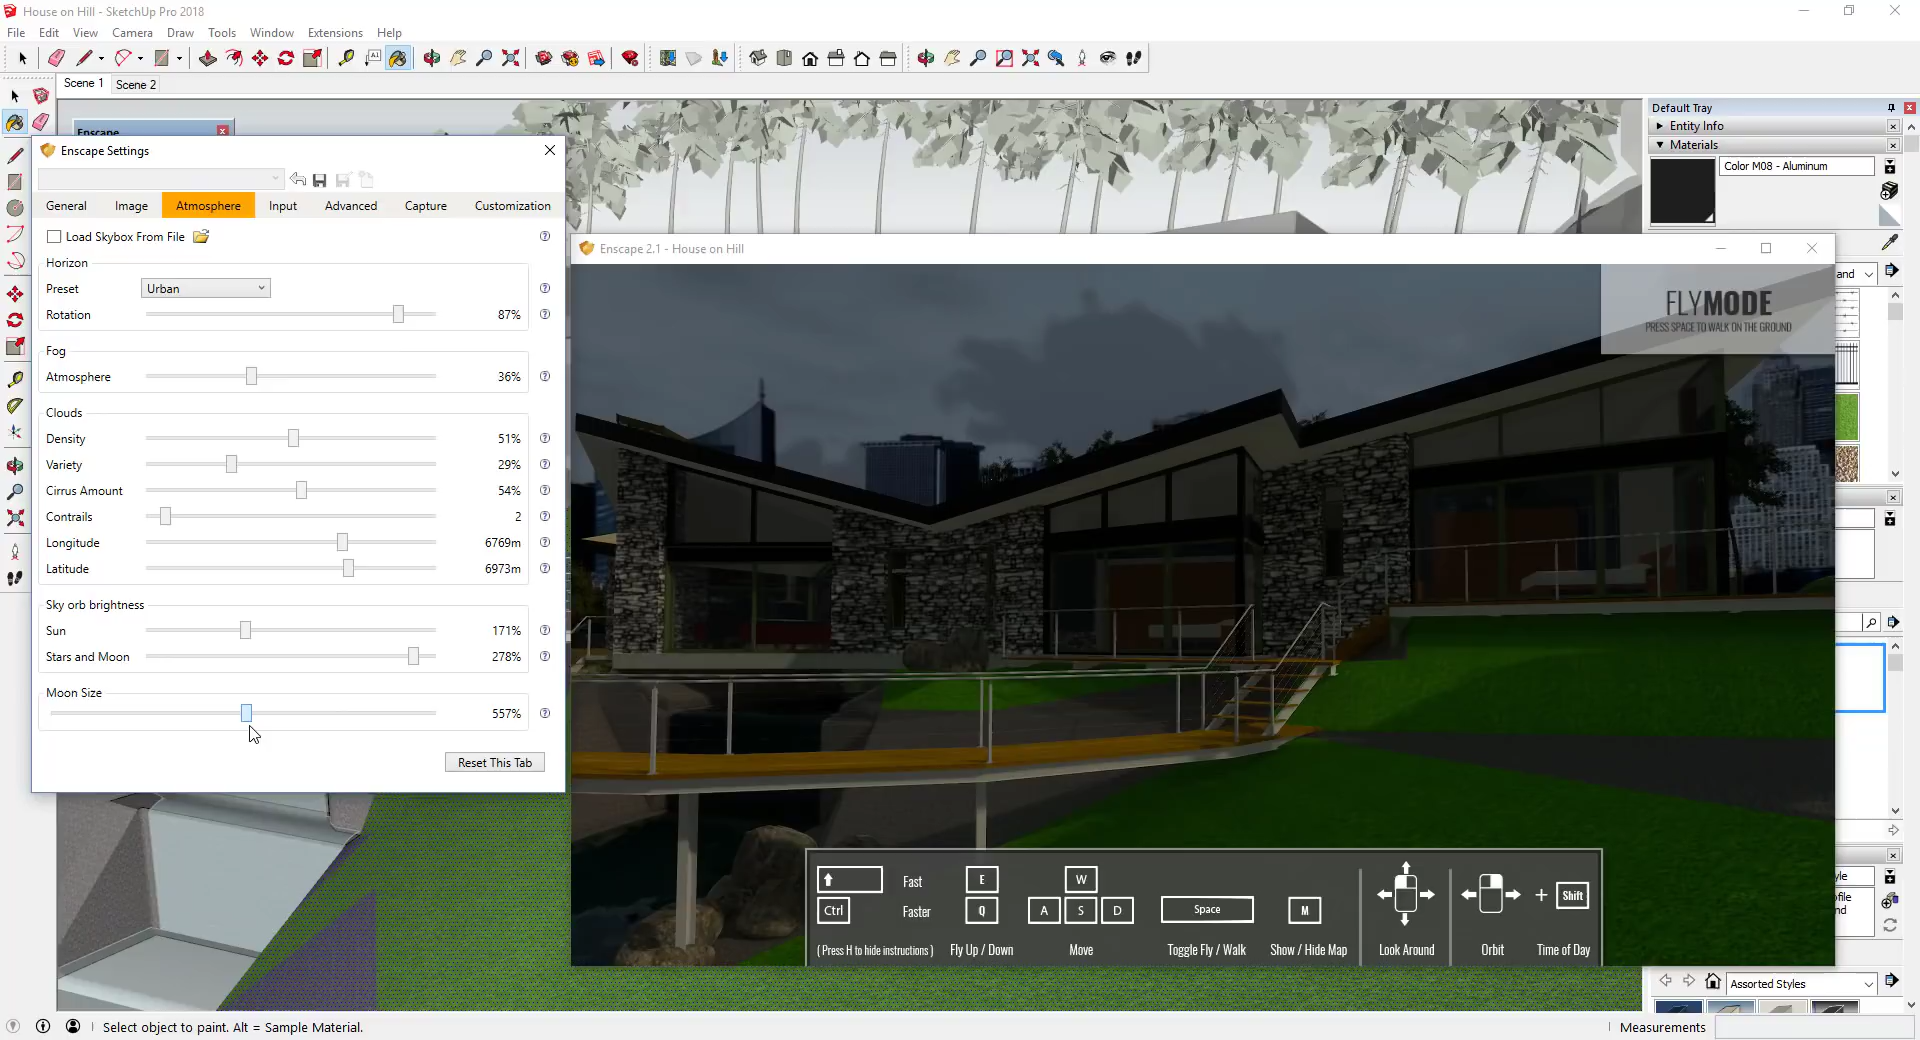 House on Hill - SketchUp Pro 2018
File Edit View Camera Draw Tools Window Extensions Help
Scene 1 Scene 2
Default Tray
Entity Info
Materials
Color M08 - Aluminum
Enscape
Enscape Settings
General Image Atmosphere Input Advanced Capture Customization
Load Skybox From File
Horizon
Preset Urban
Rotation 87%
Fog
Atmosphere 36%
Clouds
Density 51%
Variety 29%
Cirrus Amount 54%
Contrails 2
Longitude 6769m
Latitude 6973m
Sky orb brightness
Sun 171%
Stars and Moon 278%
Moon Size
557%
Reset This Tab
Enscape 2.1 - House on Hill
FLYMODE
PRESS SPACE TO WALK ON THE GROUND
Fast E W
Ctrl Faster Q A S D Space M + Shift
( Press H to hide instructions ) Fly Up / Down Move Toggle Fly / Walk Show / Hide Map Look Around Orbit Time of Day
and
yle
ofile
nd
Assorted Styles
Select object to paint. Alt = Sample Material.
Measurements